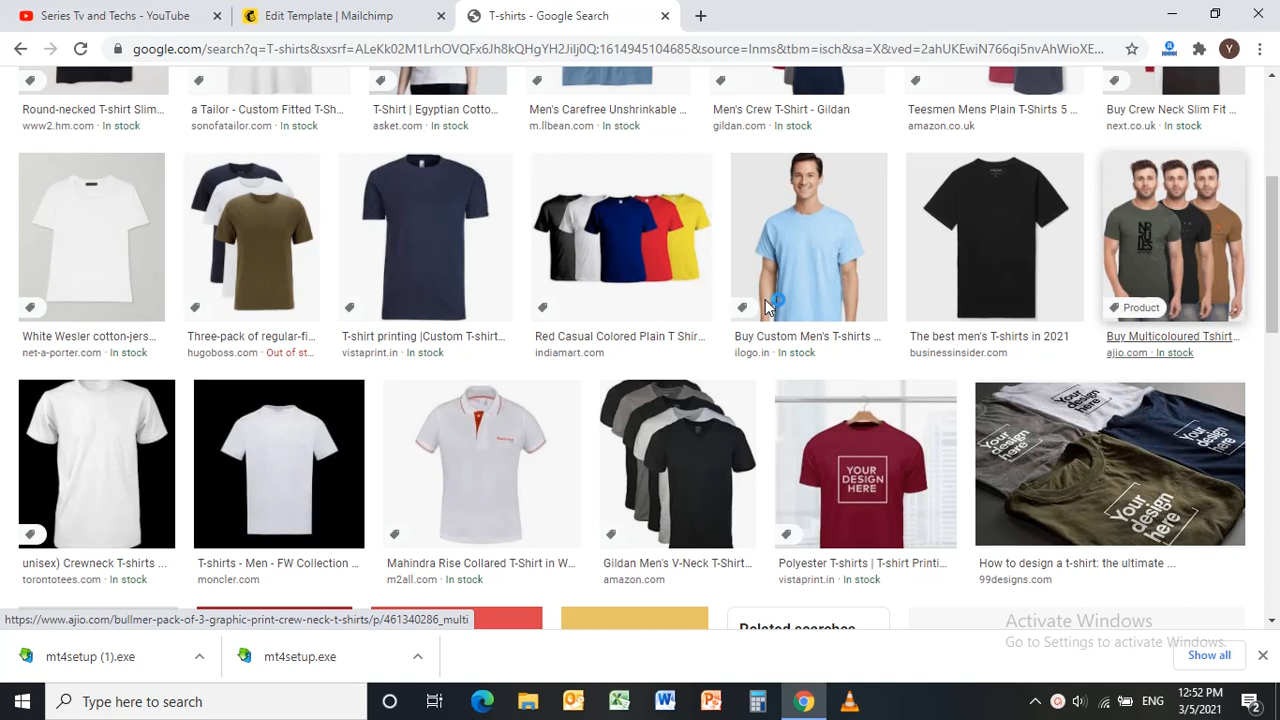 Series Tv and Techs - YouTube
Edit Template | Mailchimp
T-shirts - Google Search
google.com/search?q=T-shirts&sxsrf=ALeKk02M1LrhOVQFx6Jh8kQHgYH2JiIj0Q:1614945104685&source=lnms&tbm=isch&sa=X&ved=2ahUKEwiN766qi5nvAhWioXE...
Y
Round-necked T-shirt Slim...
www2.hm.com · In stock
a Tailor - Custom Fitted T-Sh...
sonofatailor.com · In stock
T-Shirt | Egyptian Cotto...
asket.com · In stock
Men's Carefree Unshrinkable ...
m.llbean.com · In stock
Men's Crew T-Shirt - Gildan
gildan.com · In stock
Teesmen Mens Plain T-Shirts 5 ...
amazon.co.uk
Buy Crew Neck Slim Fit ...
next.co.uk · In stock
Product
White Wesler cotton-jers...
net-a-porter.com · In stock
Three-pack of regular-fi...
hugoboss.com · Out of st...
T-shirt printing |Custom T-shirt...
vistaprint.in · In stock
Red Casual Colored Plain T Shir...
indiamart.com
Buy Custom Men's T-shirts ...
ilogo.in · In stock
The best men's T-shirts in 2021
businessinsider.com
Buy Multicoloured Tshirt...
ajio.com · In stock
YOUR
DESIGN
HERE
Your
design
here
Your
design
here
Your
design
here
Your
design
here
unisex) Crewneck T-shirts ...
torontotees.com · In stock
T-shirts - Men - FW Collection ...
moncler.com
Mahindra Rise Collared T-Shirt in W...
m2all.com · In stock
Gildan Men's V-Neck T-Shirt...
amazon.com
Polyester T-shirts | T-shirt Printi...
vistaprint.in · In stock
How to design a t-shirt: the ultimate ...
99designs.com
https://www.ajio.com/bullmer-pack-of-3-graphic-print-crew-neck-t-shirts/p/461340286_multi
Related searches
Activate Windows
Go to Settings to activate Windows.
mt4setup (1).exe
mt4setup.exe
Show all
Type here to search
ENG
12:52 PM
3/5/2021
2